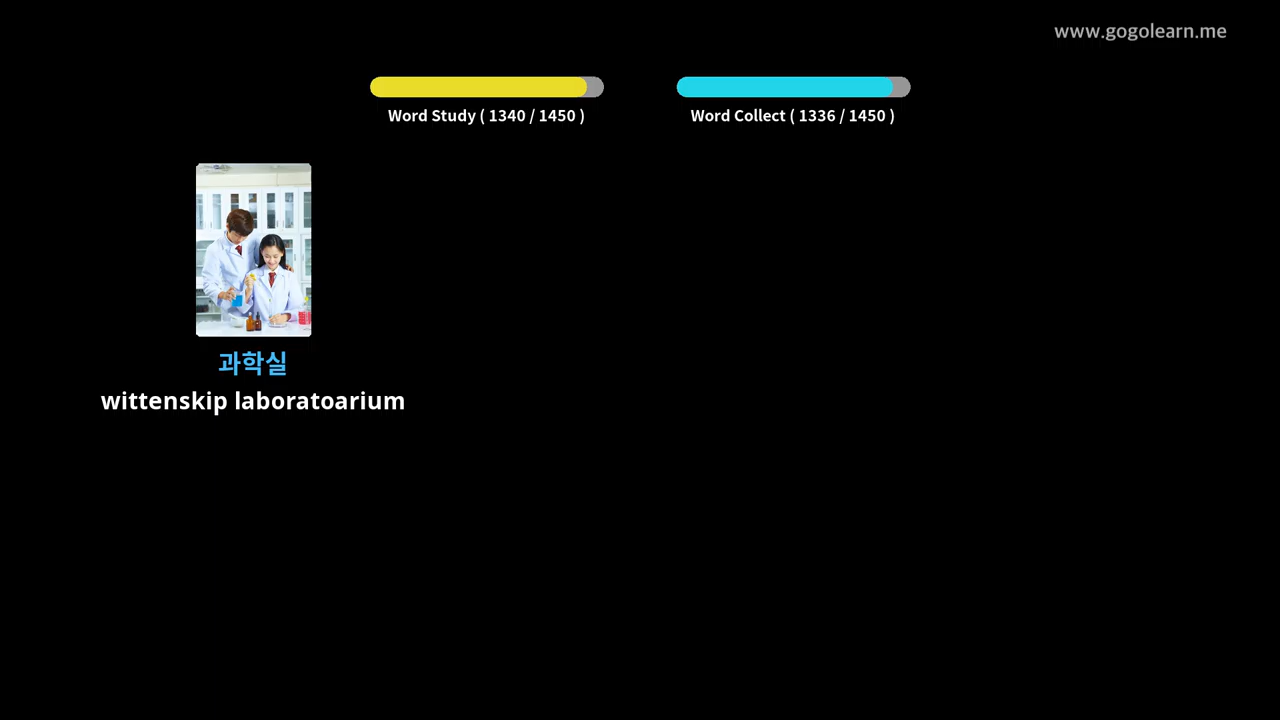 www.gogolearn.me
Word Study ( 1340 / 1450 )
Word Collect ( 1336 / 1450 )
과학실
wittenskip laboratoarium